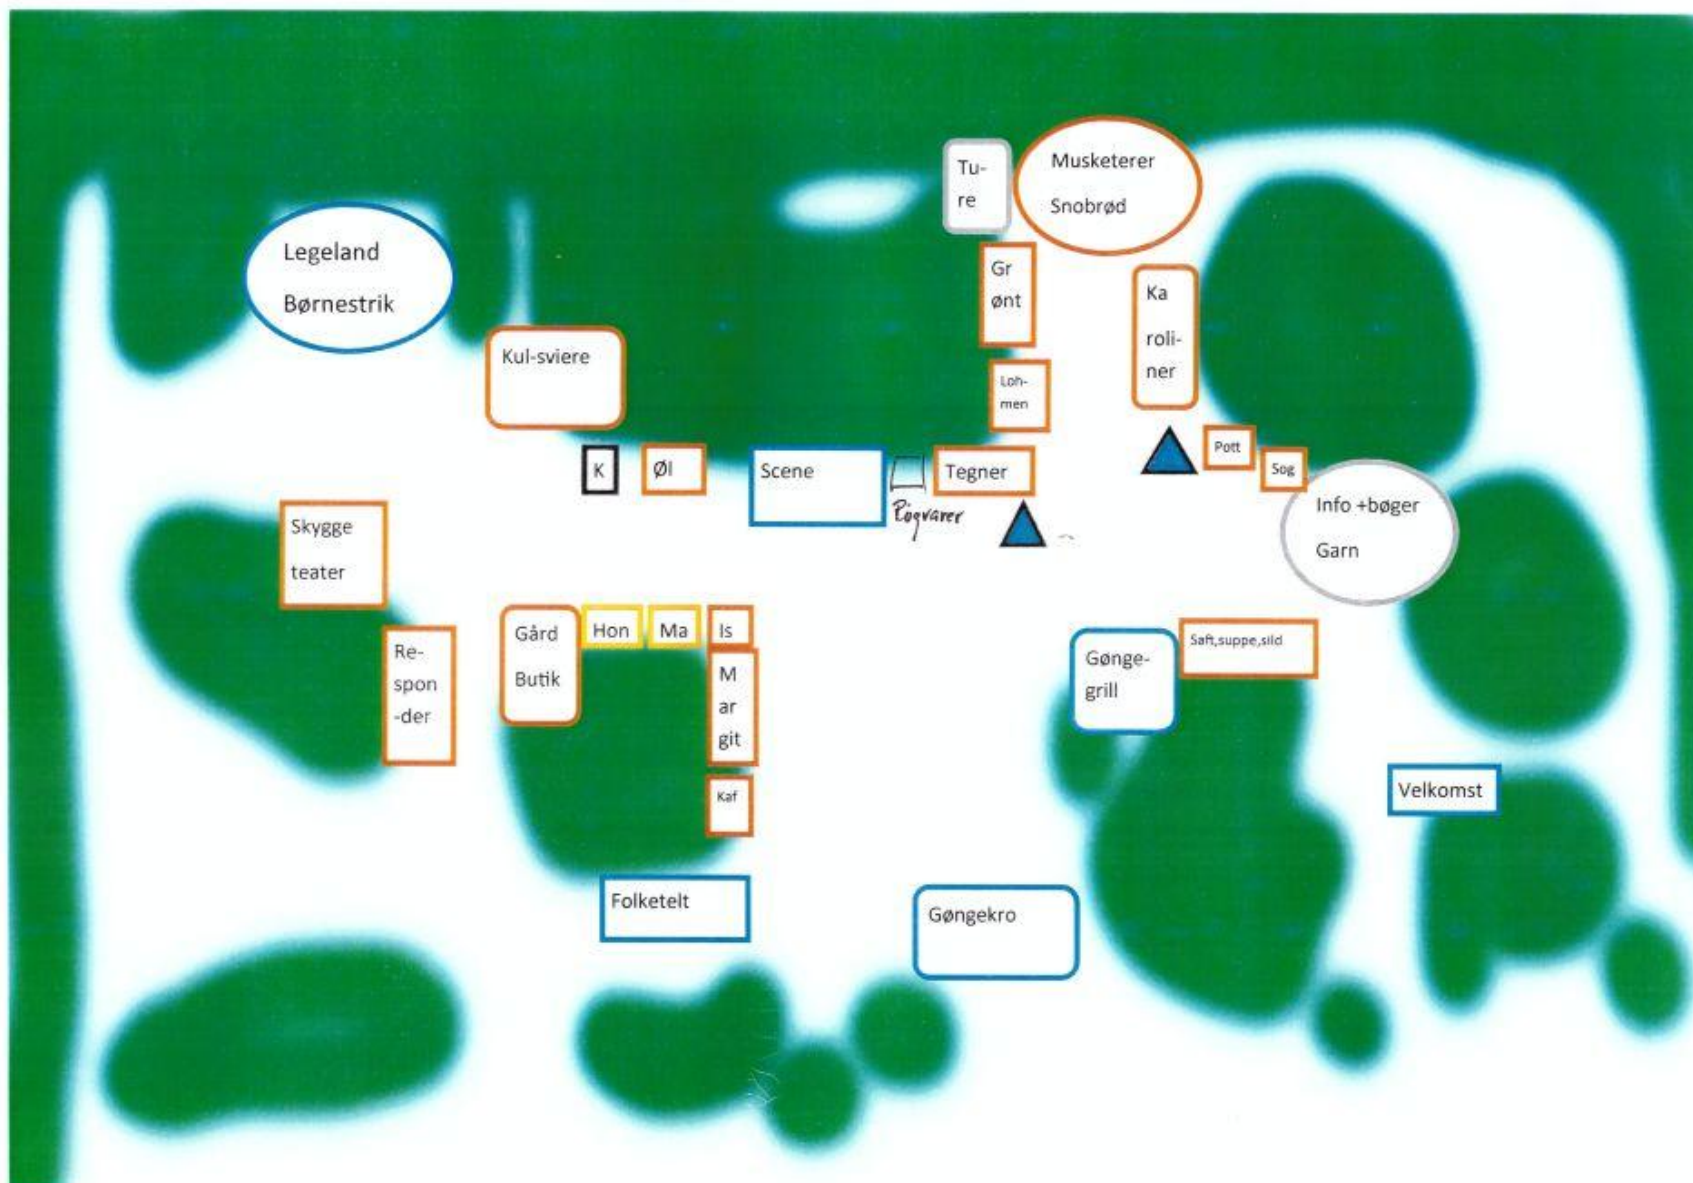 Tu-
re
Musketerer
Snobrød
Legeland
Børnestrik
Gr
ønt
Ka
roli-
ner
Kul-sviere
Loh-
men
K
Øl
Scene
Røgvarer
Tegner
Pott
Sog
Info +bøger
Garn
Skygge
teater
Re-
spon
-der
Gård
Butik
Hon
Ma
Is
M
ar
git
Kaf
Gønge-
grill
Saft,suppe,sild
Velkomst
Folketelt
Gøngekro